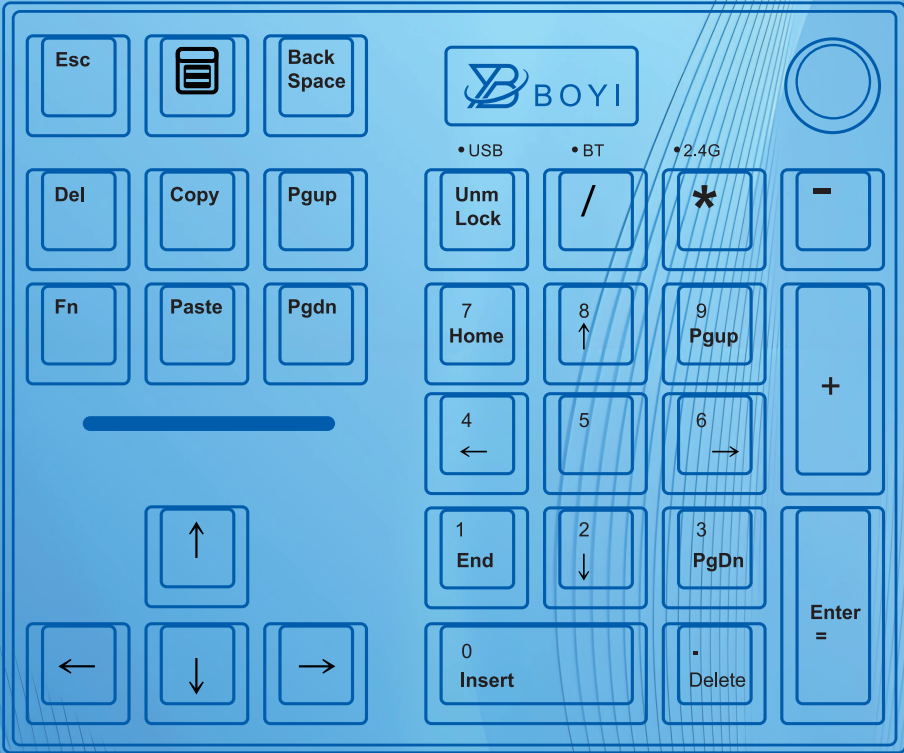 Esc
Back
Space
BOYI
• USB
• BT
• 2.4G
Del
Copy
Pgup
Unm
Lock
/
*
-
Fn
Paste
Pgdn
7
Home
8
↑
9
Pgup
+
4
←
5
6
→
↑
1
End
2
↓
3
PgDn
Enter
=
←
↓
→
0
Insert
.
Delete